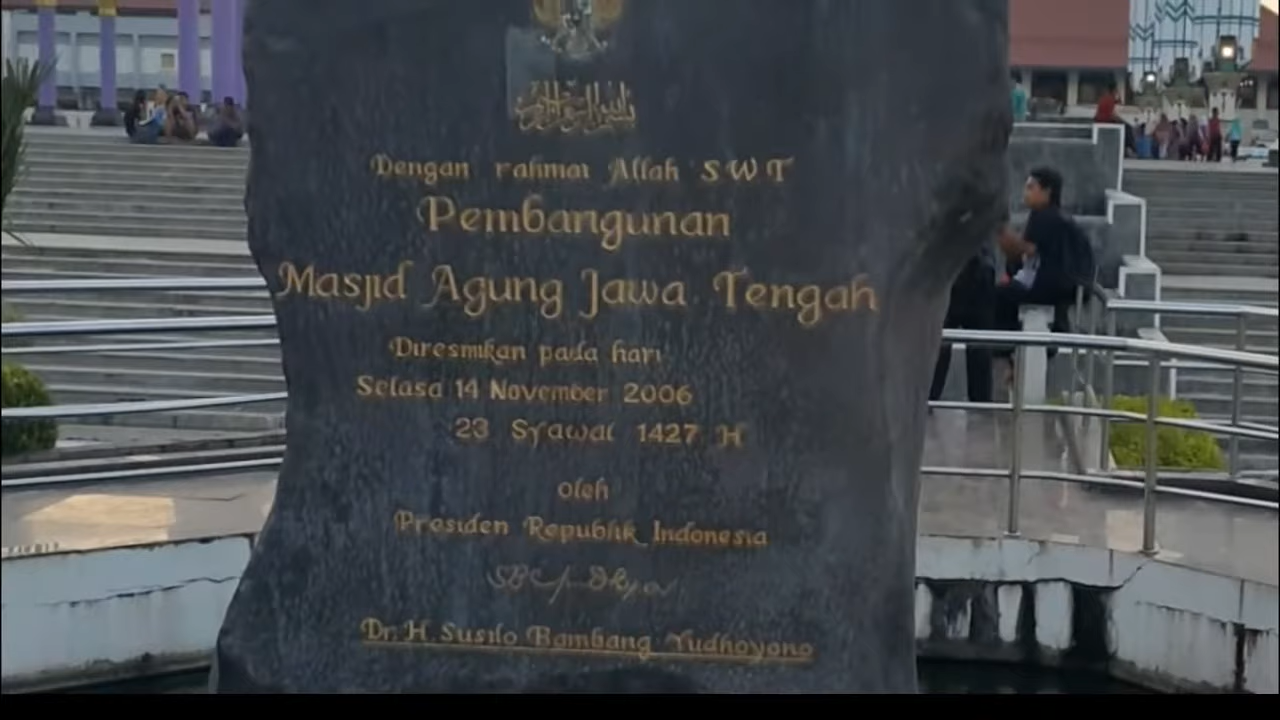 بسم الله الرحمن الرحيم
Dengan rahmat Allah SWT
Pembangunan
Masjid Agung Jawa Tengah
Diresmikan pada hari
Selasa 14 November 2006
23 Syawal 1427 H
oleh
Presiden Republik Indonesia
Dr. H. Susilo Bambang Yudhoyono